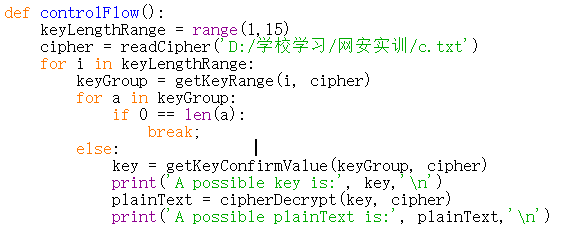 def controlFlow():
    keyLengthRange = range(1,15)
    cipher = readCipher('D:/学校学习/网安实训/c.txt')
    for i in keyLengthRange:
        keyGroup = getKeyRange(i, cipher)
        for a in keyGroup:
            if 0 == len(a):
                break;
        else:
            key = getKeyConfirmValue(keyGroup, cipher)
            print('A possible key is:', key,'\n')
            plainText = cipherDecrypt(key, cipher)
            print('A possible plainText is:', plainText,'\n')